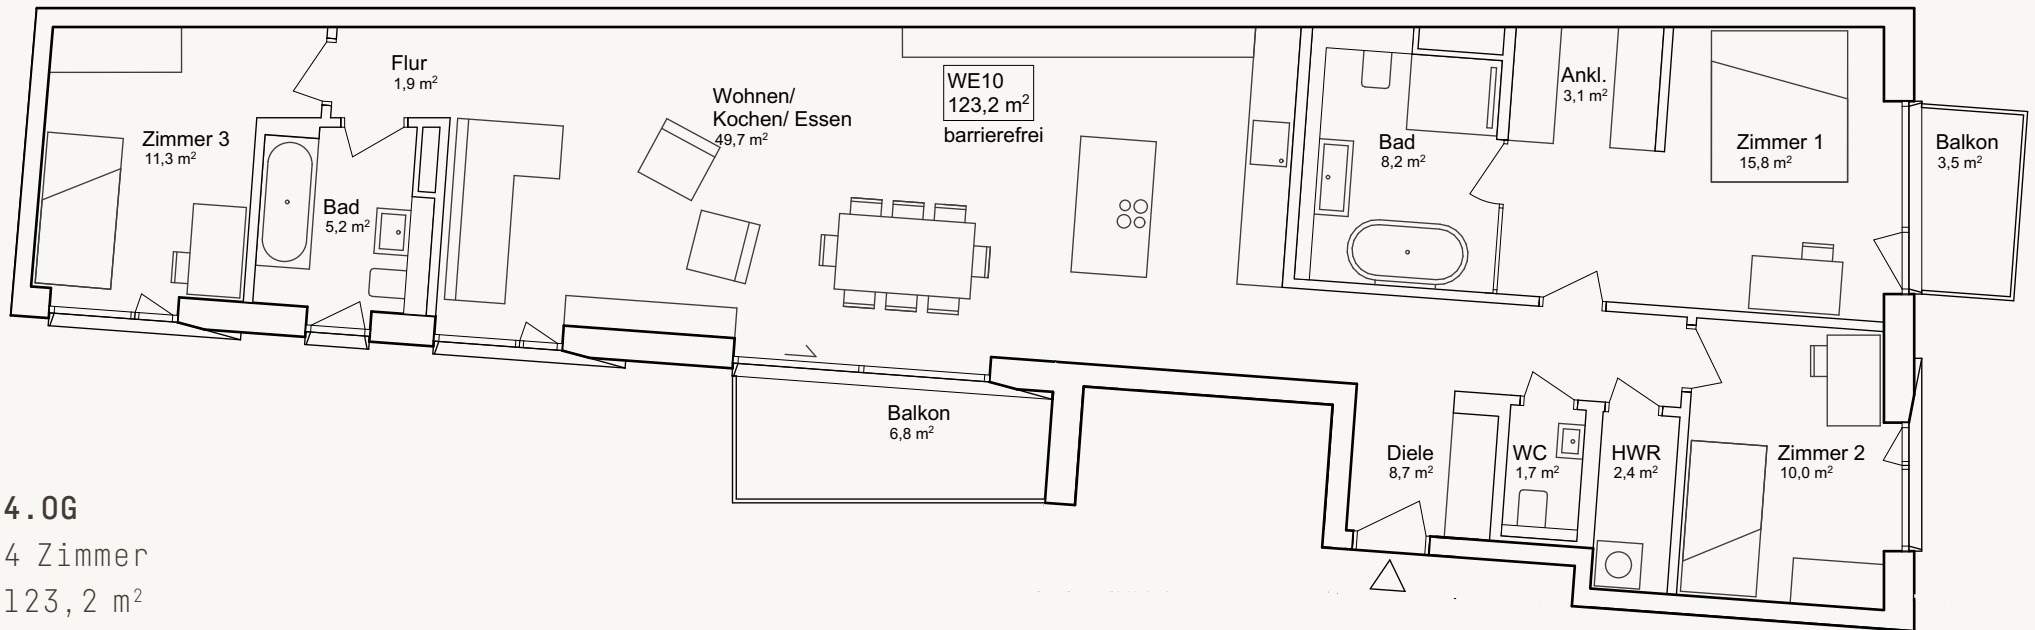 Flur
1,9 m²
Wohnen/
Kochen/ Essen
49,7 m²
WE10
123,2 m²
barrierefrei
Ankl.
3,1 m²
Zimmer 3
11,3 m²
Bad
8,2 m²
Zimmer 1
15,8 m²
Balkon
3,5 m²
Bad
5,2 m²
Balkon
6,8 m²
Diele
8,7 m²
WC
1,7 m²
HWR
2,4 m²
Zimmer 2
10,0 m²
4.OG
4 Zimmer
123,2 m²